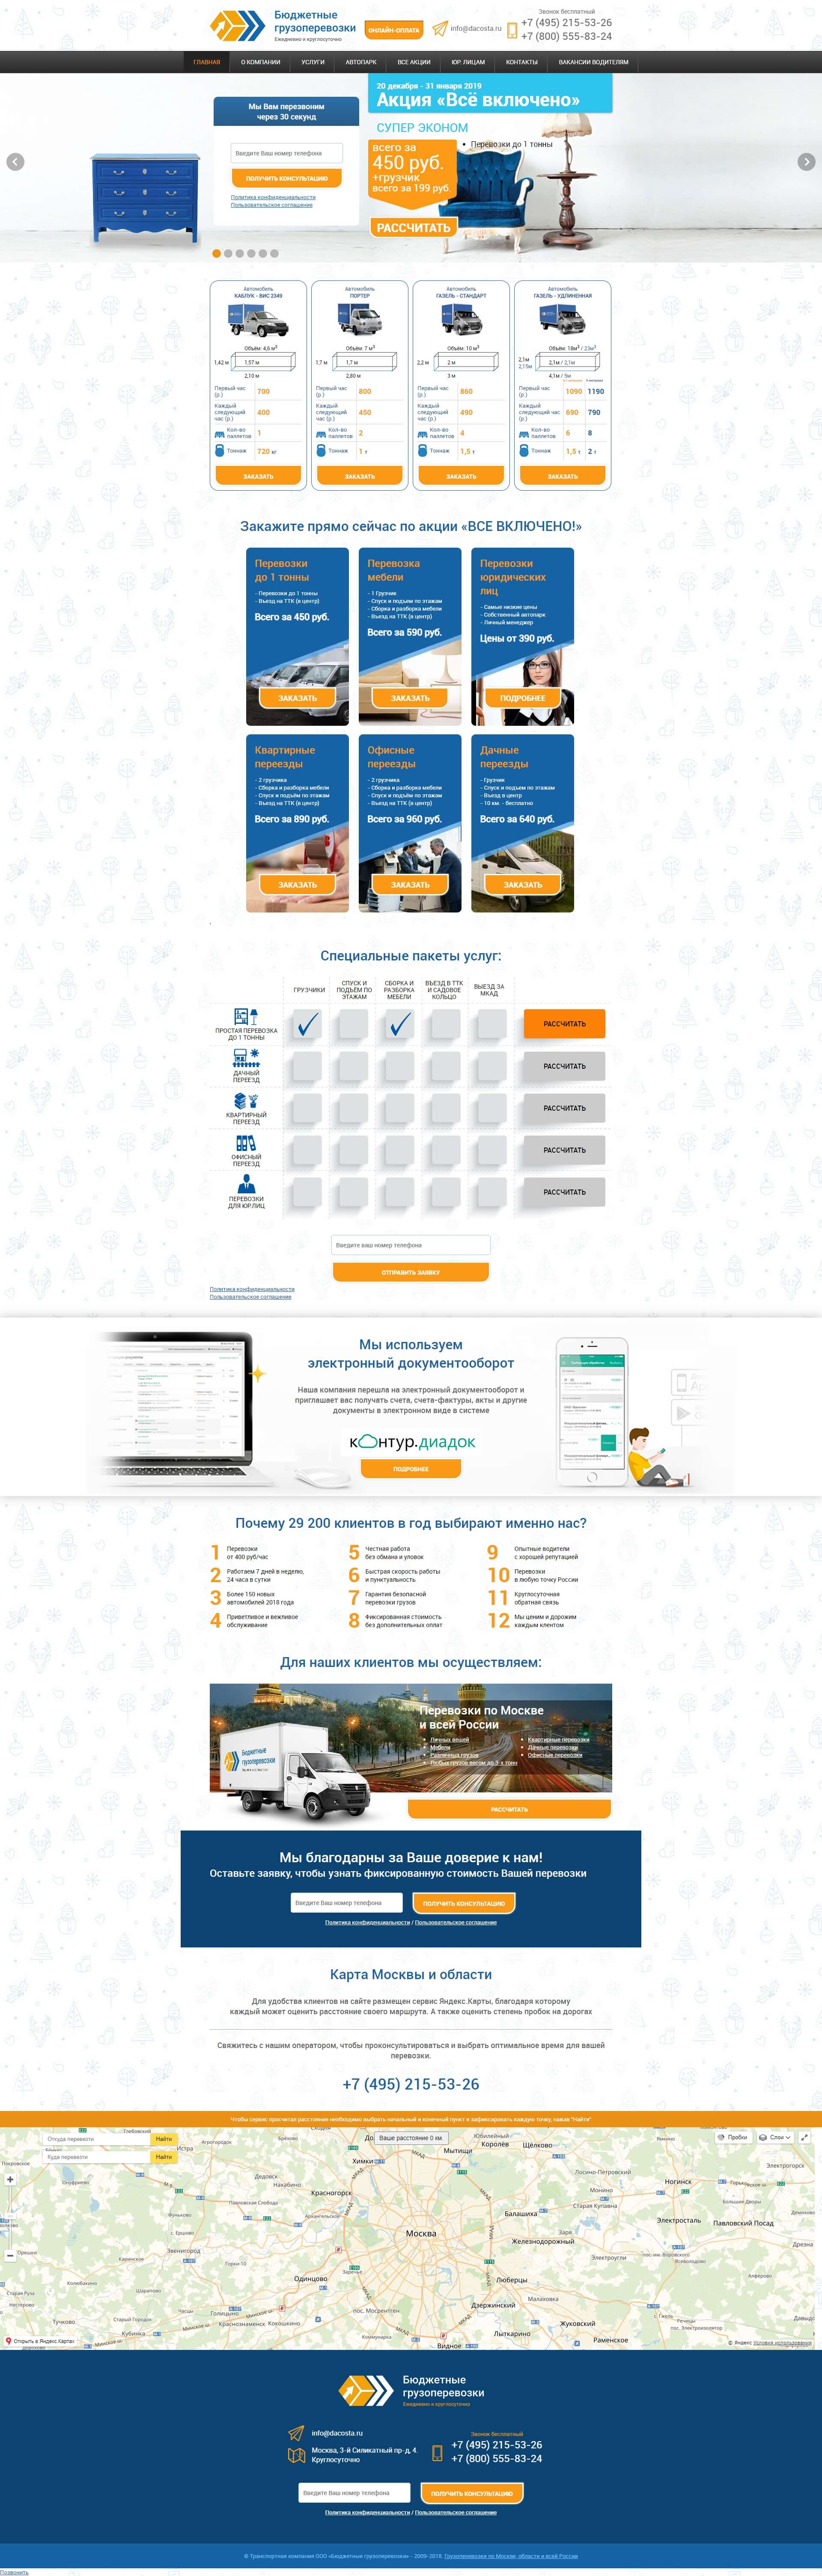 Бюджетные
грузоперевозки
Ежедневно и круглосуточно
ОНЛАЙН-ОПЛАТА
info@dacosta.ru
Звонок бесплатный
+7 (495) 215-53-26
+7 (800) 555-83-24
ГЛАВНАЯ
О КОМПАНИИ
УСЛУГИ
АВТОПАРК
ВСЕ АКЦИИ
ЮР. ЛИЦАМ
КОНТАКТЫ
ВАКАНСИИ ВОДИТЕЛЯМ
Мы Вам перезвоним
через 30 секунд
Введите Ваш номер телефона
ПОЛУЧИТЬ КОНСУЛЬТАЦИЮ
Политика конфиденциальности
Пользовательское соглашение
20 декабря - 31 января 2019
Акция «Всё включено»
СУПЕР ЭКОНОМ
всего за
450 руб.
+грузчик
всего за 199 руб.
Перевозки до 1 тонны
РАССЧИТАТЬ
Автомобиль
КАБЛУК - ВИС 2349
Объём: 4,6 м3
1,42 м
1,57 м
2,10 м
Первый час (р.) 700
Каждый следующий час (р.) 400
Кол-во паллетов 1
Тоннаж 720 кг
ЗАКАЗАТЬ
Автомобиль
ПОРТЕР
Объём: 7 м3
1,7 м
1,7 м
2,80 м
Первый час (р.) 800
Каждый следующий час (р.) 450
Кол-во паллетов 2
Тоннаж 1 т
ЗАКАЗАТЬ
Автомобиль
ГАЗЕЛЬ - СТАНДАРТ
Объём: 10 м3
2,2 м
2 м
3 м
Первый час (р.) 860
Каждый следующий час (р.) 490
Кол-во паллетов 4
Тоннаж 1,5 т
ЗАКАЗАТЬ
Автомобиль
ГАЗЕЛЬ - УДЛИНЕННАЯ
Объём: 18м3 / 23м3
2,1м
2,15м
2,1м / 2,1м
4,1м / 5м
Первый час (р.) 1090 1190
Каждый следующий час (р.) 690 790
Кол-во паллетов 6 8
Тоннаж 1,5 т 2 т
ЗАКАЗАТЬ
Закажите прямо сейчас по акции «ВСЕ ВКЛЮЧЕНО!»
Перевозки
до 1 тонны
- Перевозки до 1 тонны
- Въезд на ТТК (в центр)
Всего за 450 руб.
ЗАКАЗАТЬ
Перевозка
мебели
- 1 Грузчик
- Спуск и подъем по этажам
- Сборка и разборка мебели
- Въезд на ТТК (в центр)
Всего за 590 руб.
ЗАКАЗАТЬ
Перевозки
юридических
лиц
- Самые низкие цены
- Собственный автопарк
- Личный менеджер
Цены от 390 руб.
ПОДРОБНЕЕ
Квартирные
переезды
- 2 грузчика
- Сборка и разборка мебели
- Спуск и подъём по этажам
- Въезд на ТТК (в центр)
Всего за 890 руб.
ЗАКАЗАТЬ
Офисные
переезды
- 2 грузчика
- Сборка и разборка мебели
- Спуск и подъём по этажам
- Въезд на ТТК (в центр)
Всего за 960 руб.
ЗАКАЗАТЬ
Дачные
переезды
- Грузчик
- Спуск и подъем по этажам
- Въезд в центр
- 10 км. - бесплатно
Всего за 640 руб.
ЗАКАЗАТЬ
Специальные пакеты услуг:
ГРУЗЧИКИ
СПУСК И ПОДЪЁМ ПО ЭТАЖАМ
СБОРКА И РАЗБОРКА МЕБЕЛИ
ВЪЕЗД В ТТК И САДОВОЕ КОЛЬЦО
ВЫЕЗД ЗА МКАД
ПРОСТАЯ ПЕРЕВОЗКА
ДО 1 ТОННЫ
РАССЧИТАТЬ
ДАЧНЫЙ
ПЕРЕЕЗД
РАССЧИТАТЬ
КВАРТИРНЫЙ
ПЕРЕЕЗД
РАССЧИТАТЬ
ОФИСНЫЙ
ПЕРЕЕЗД
РАССЧИТАТЬ
ПЕРЕВОЗКИ
ДЛЯ ЮР.ЛИЦ
РАССЧИТАТЬ
Введите ваш номер телефона
ОТПРАВИТЬ ЗАЯВКУ
Политика конфиденциальности
Пользовательское соглашение
Мы используем
электронный документооборот
Наша компания перешла на электронный документооборот и
приглашает вас получать счета, счета-фактуры, акты и другие
документы в электронном виде в системе
контур.диадок
ПОДРОБНЕЕ
Почему 29 200 клиентов в год выбирают именно нас?
1 Перевозки
от 400 руб/час
2 Работаем 7 дней в неделю,
24 часа в сутки
3 Более 150 новых
автомобилей 2018 года
4 Приветливое и вежливое
обслуживание
5 Честная работа
без обмана и уловок
6 Быстрая скорость работы
и пунктуальность
7 Гарантия безопасной
перевозки грузов
8 Фиксированная стоимость
без дополнительных оплат
9 Опытные водители
с хорошей репутацией
10 Перевозки
в любую точку России
11 Круглосуточная
обратная связь
12 Мы ценим и дорожим
каждым клиентом
Для наших клиентов мы осуществляем:
Перевозки по Москве
и всей России
Личных вещей
Мебели
Различных грузов
Любых грузов весом до 3-х тонн
Квартирные перевозки
Дачные перевозки
Офисные перевозки
Бюджетные
грузоперевозки
РАССЧИТАТЬ
Мы благодарны за Ваше доверие к нам!
Оставьте заявку, чтобы узнать фиксированную стоимость Вашей перевозки
Введите Ваш номер телефона
ПОЛУЧИТЬ КОНСУЛЬТАЦИЮ
Политика конфиденциальности / Пользовательское соглашение
Карта Москвы и области
Для удобства клиентов на сайте размещен сервис Яндекс.Карты, благодаря которому
каждый может оценить расстояние своего маршрута. А также оценить степень пробок на дорогах
Свяжитесь с нашим оператором, чтобы проконсультироваться и выбрать оптимальное время для вашей
перевозки.
+7 (495) 215-53-26
Чтобы сервис просчитал расстояние необходимо выбрать начальный и конечный пункт и зафиксировать каждую точку, нажав "Найти"
Откуда перевезти
Найти
Куда перевезти
Найти
Ваше расстояние 0 км.
Пробки
Слои
Химки
Мытищи
Королёв
Щёлково
Красногорск
Москва
Балашиха
Железнодорожный
Ногинск
Электросталь
Павловский Посад
Одинцово
Люберцы
Дзержинский
Лыткарино
Жуковский
Раменское
Видное
Открыть в Яндекс.Картах
© Яндекс Условия использования
Бюджетные
грузоперевозки
Ежедневно и круглосуточно
info@dacosta.ru
Москва, 3-й Силикатный пр-д, 4.
Круглосуточно
Звонок бесплатный
+7 (495) 215-53-26
+7 (800) 555-83-24
Введите Ваш номер телефона
ПОЛУЧИТЬ КОНСУЛЬТАЦИЮ
Политика конфиденциальности / Пользовательское соглашение
© Транспортная компания ООО «Бюджетные грузоперевозки» - 2009-2018. Грузоперевозки по Москве, области и всей России
Позвонить